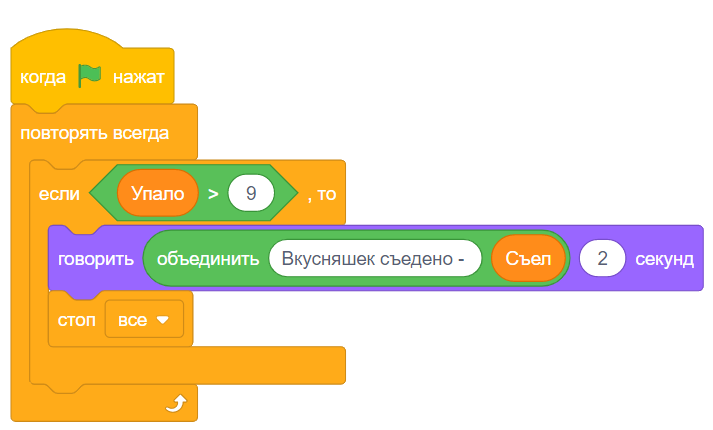 когда нажат
повторять всегда
если Упало > 9 , то
говорить объединить Вкусняшек съедено - Съел 2 секунд
стоп все